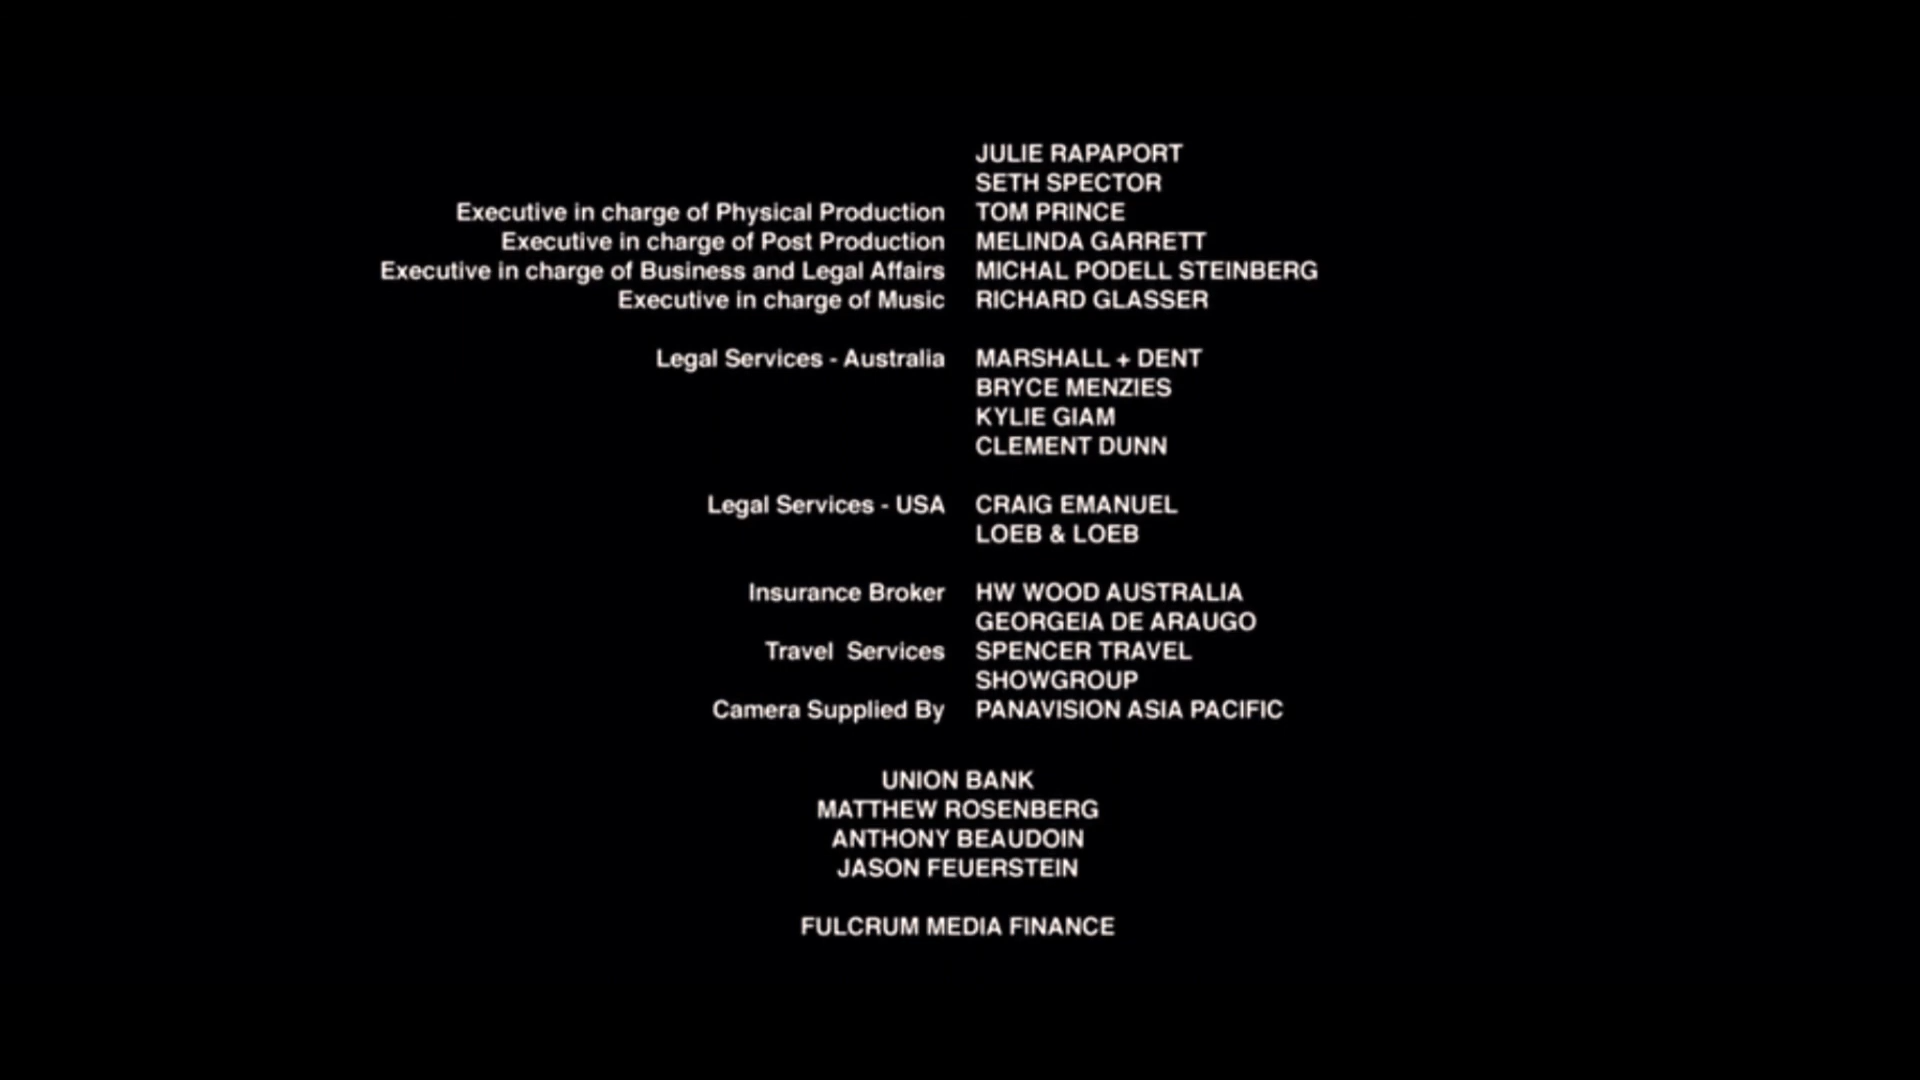 JULIE RAPAPORT
SETH SPECTOR
Executive in charge of Physical Production TOM PRINCE
Executive in charge of Post Production MELINDA GARRETT
Executive in charge of Business and Legal Affairs MICHAL PODELL STEINBERG
Executive in charge of Music RICHARD GLASSER
Legal Services - Australia MARSHALL + DENT
BRYCE MENZIES
KYLIE GIAM
CLEMENT DUNN
Legal Services - USA CRAIG EMANUEL
LOEB & LOEB
Insurance Broker HW WOOD AUSTRALIA
GEORGEIA DE ARAUGO
Travel  Services SPENCER TRAVEL
SHOWGROUP
Camera Supplied By PANAVISION ASIA PACIFIC
UNION BANK
MATTHEW ROSENBERG
ANTHONY BEAUDOIN
JASON FEUERSTEIN
FULCRUM MEDIA FINANCE